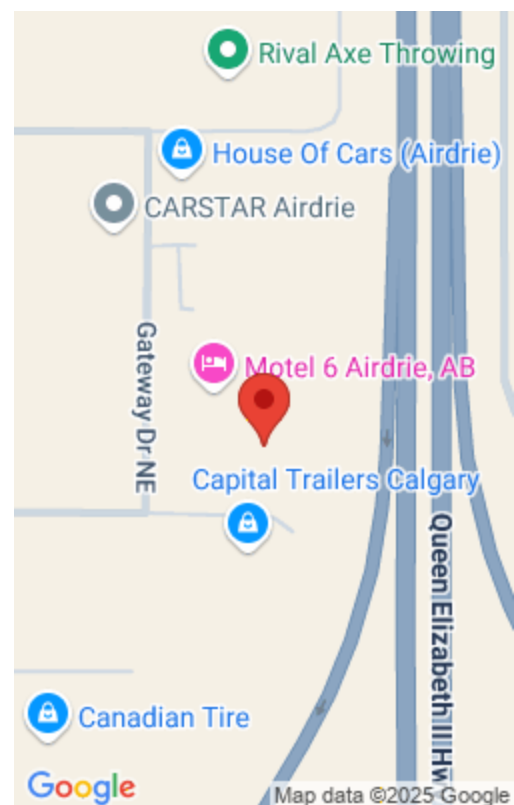 Rival Axe Throwing
House Of Cars (Airdrie)
CARSTAR Airdrie
Gateway Dr NE
Motel 6 Airdrie, AB
Capital Trailers Calgary
Queen Elizabeth II Hw
Canadian Tire
Google
Map data ©2025 Google